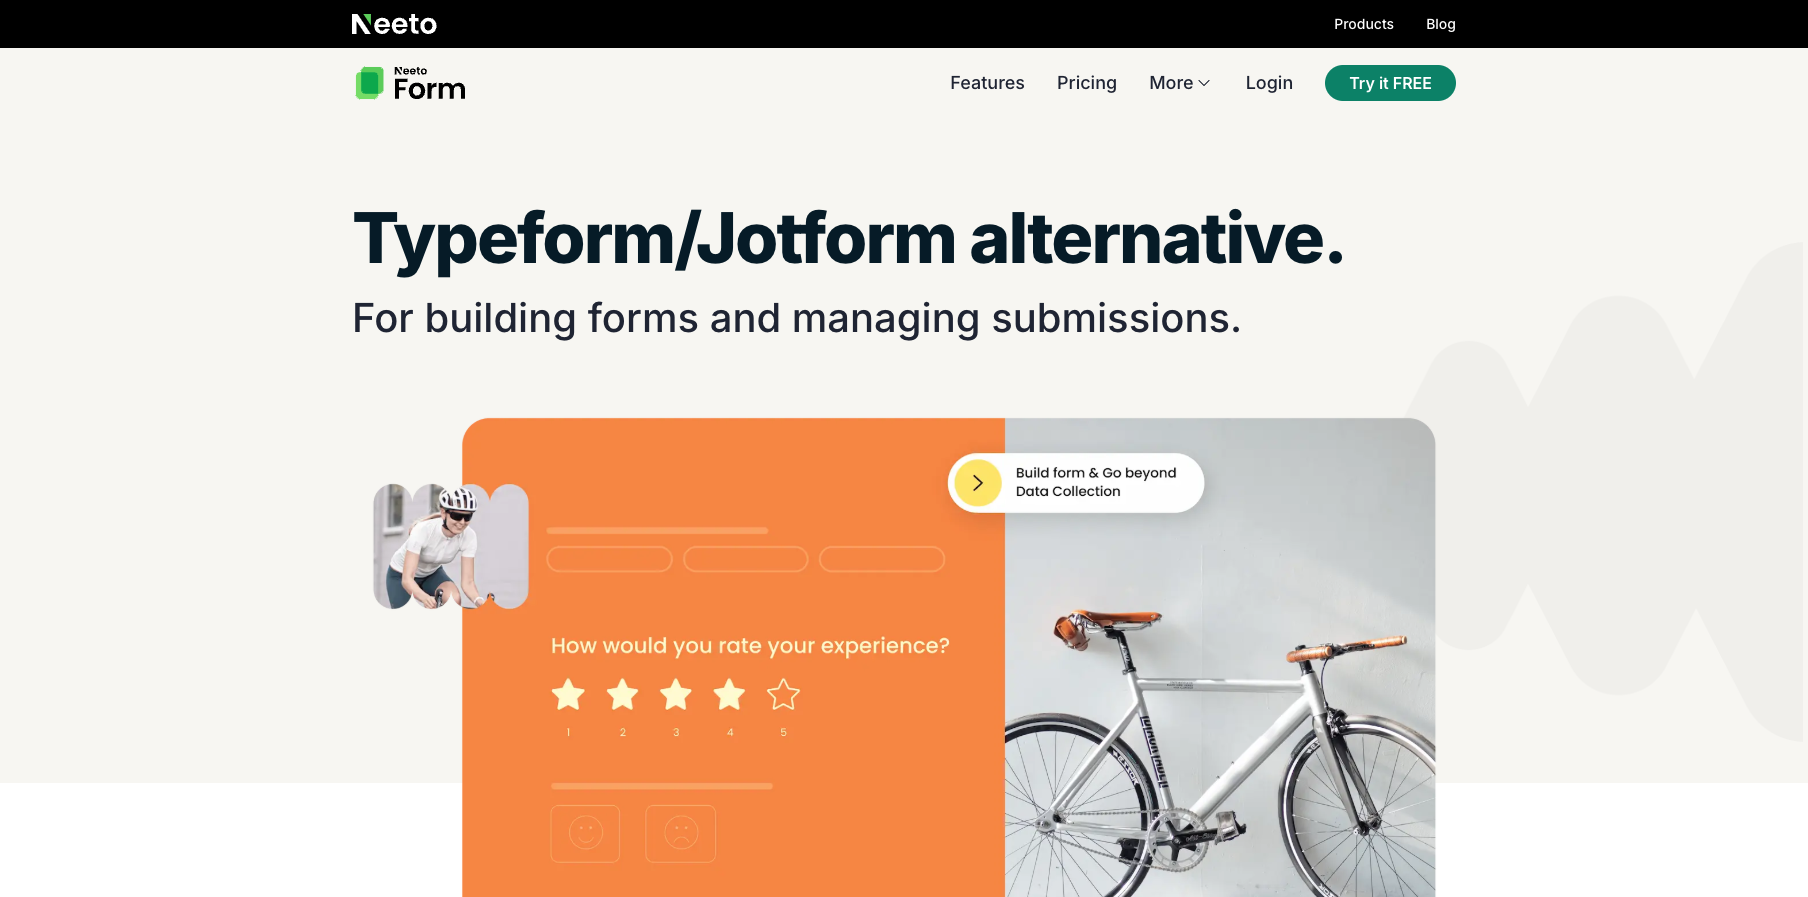 Neeto
Products
Blog
Neeto
Form
Features
Pricing
More
Login
Try it FREE
Typeform/Jotform alternative.
For building forms and managing submissions.
Build form & Go beyond
Data Collection
How would you rate your experience?
1 2 3 4 5